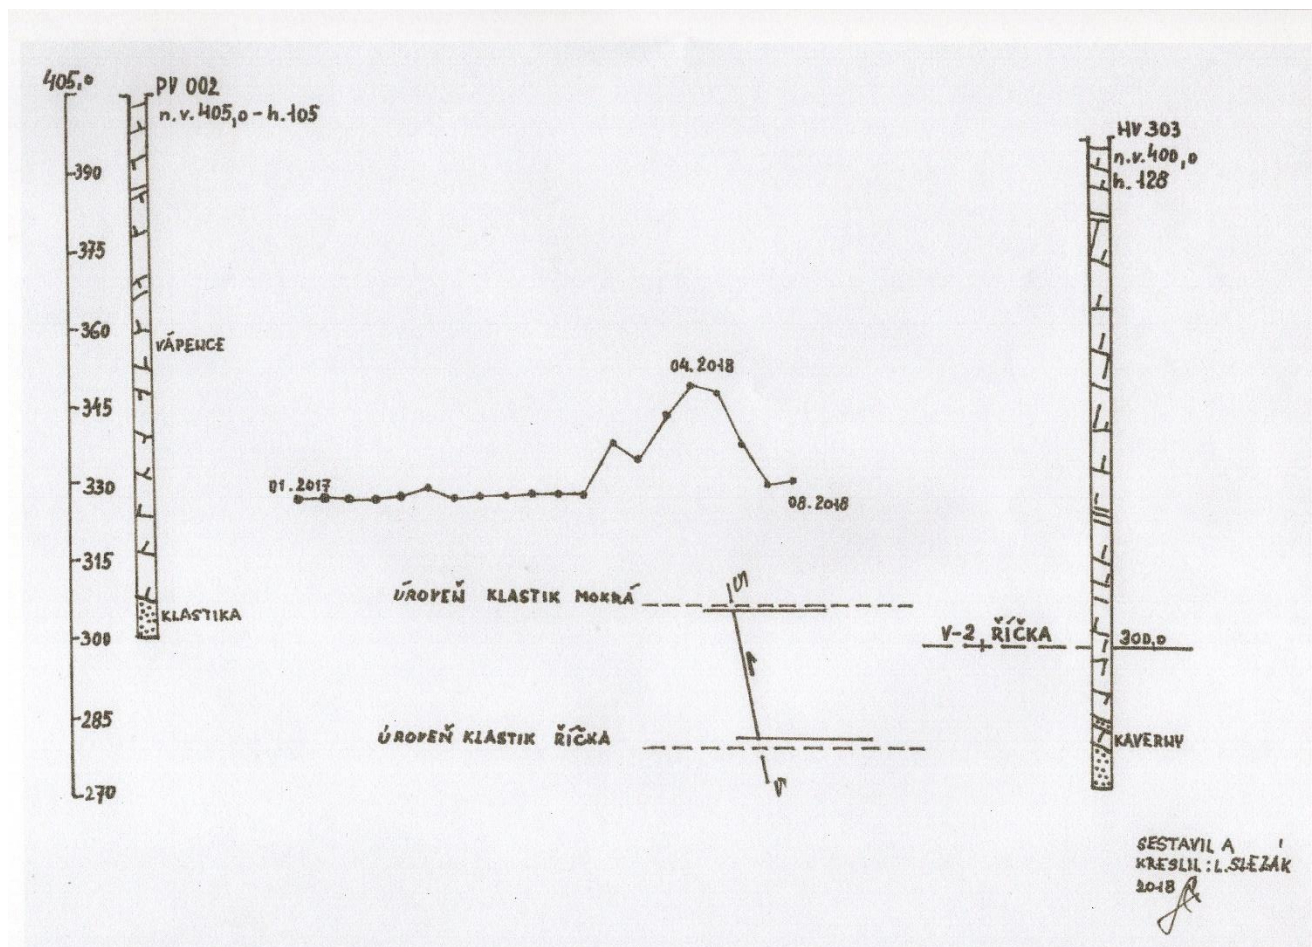 405,0
PV 002
n.v. 405,0 - h.105
390
375
360
345
330
315
300
285
270
VÁPENCE
KLASTIKA
01.2017
04.2018
08.2018
ÚROVEŇ KLASTIK MOKRÁ
ÚROVEŇ KLASTIK ŘÍČKA
V-2 ŘÍČKA
300,0
HV 303
n.v. 400,0
h. 128
KAVERNY
SESTAVIL A
KRESLIL: L. SLEZÁK
2018